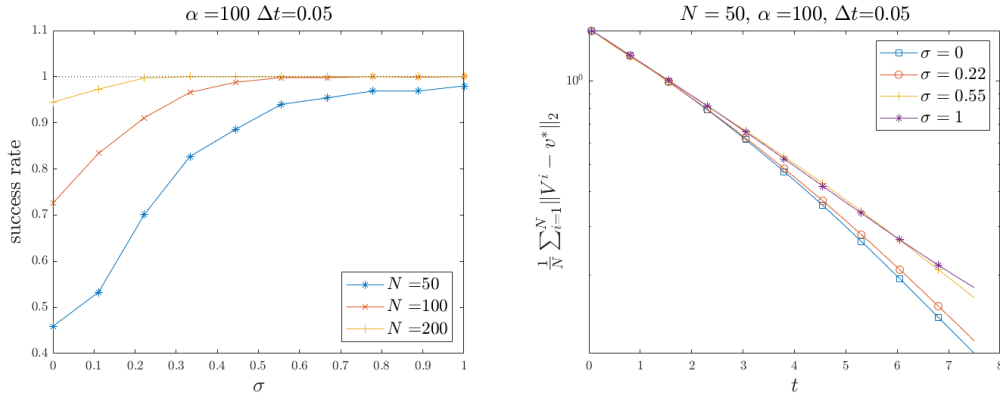 α =100 Δt=0.05
1.1
1
0.9
0.8
0.7
0.6
0.5
0.4
success rate
0 0.1 0.2 0.3 0.4 0.5 0.6 0.7 0.8 0.9 1
σ
N =50
N =100
N =200
N = 50, α =100, Δt=0.05
10⁰
1/N ∑ᵢ₌₁ᴺ ||Vⁱ − v*||₂
0 1 2 3 4 5 6 7 8
t
σ = 0
σ = 0.22
σ = 0.55
σ = 1